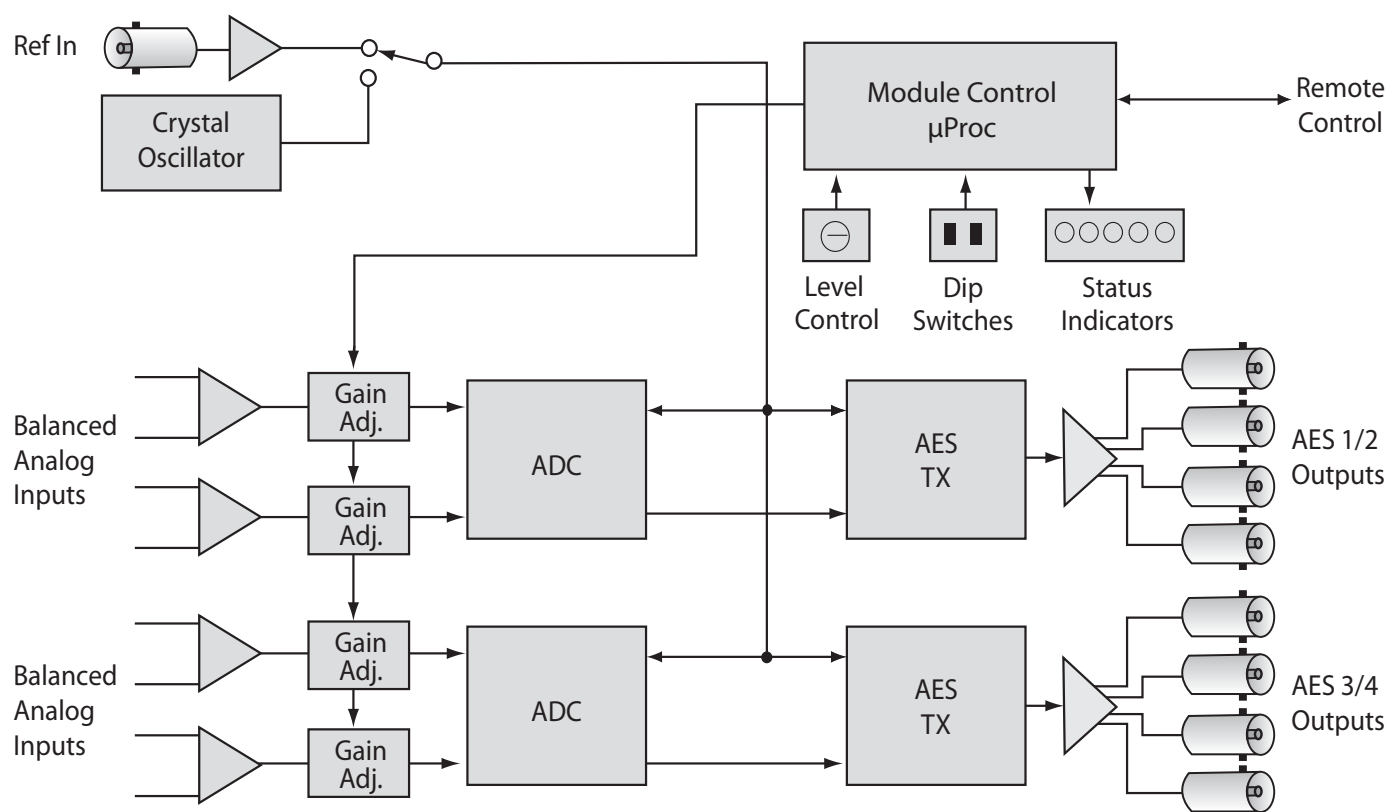 Ref In
Crystal
Oscillator
Module Control
µProc
Remote
Control
Level
Control
Dip
Switches
Status
Indicators
Balanced
Analog
Inputs
Gain
Adj.
Gain
Adj.
ADC
AES
TX
AES 1/2
Outputs
Balanced
Analog
Inputs
Gain
Adj.
Gain
Adj.
ADC
AES
TX
AES 3/4
Outputs